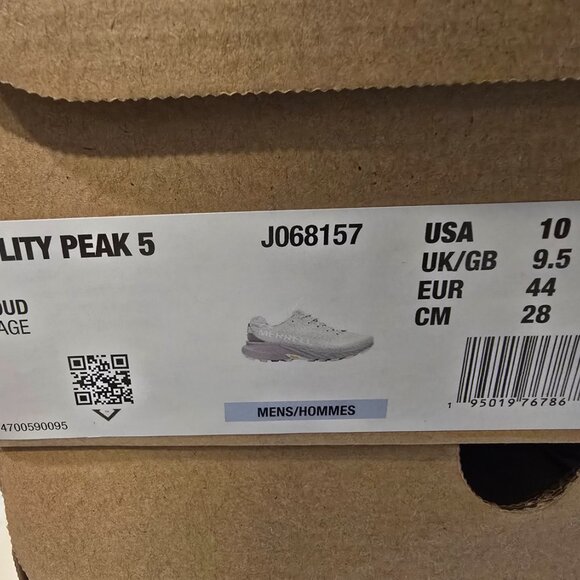 LITY PEAK 5
J068157
OUD
AGE
USA 10
UK/GB 9.5
EUR 44
CM 28
MERRELL
MENS/HOMMES
4700590095
1 95019 76786